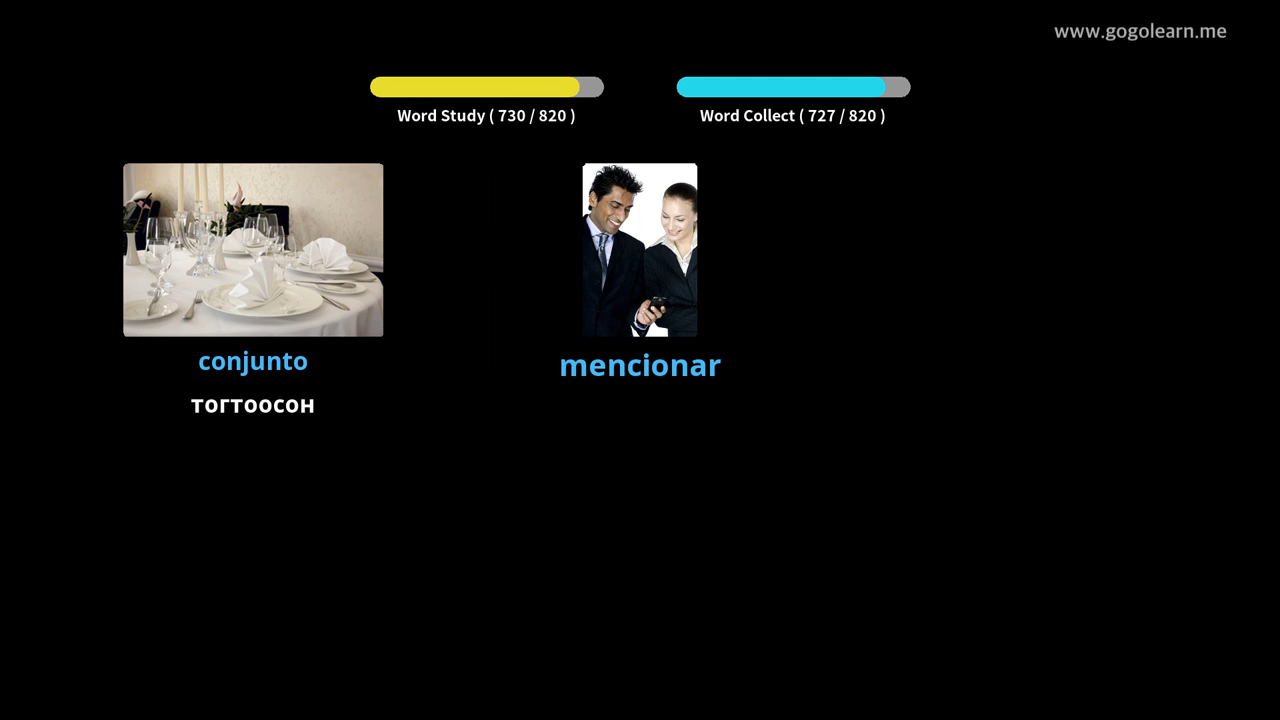 www.gogolearn.me
Word Study ( 730 / 820 )
Word Collect ( 727 / 820 )
conjunto
тогтоосон
mencionar